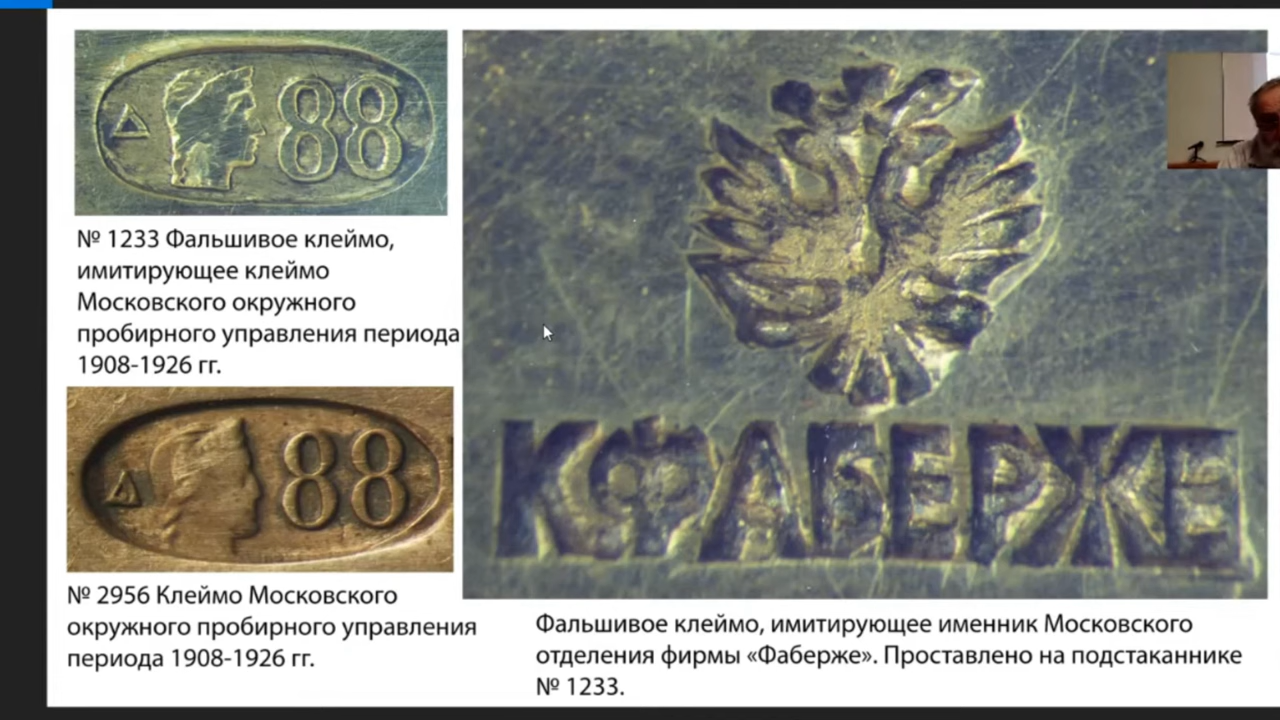 Δ 88
№ 1233 Фальшивое клеймо,
имитирующее клеймо
Московского окружного
пробирного управления периода
1908-1926 гг.
Δ 88
№ 2956 Клеймо Московского
окружного пробирного управления
периода 1908-1926 гг.
КФАБЕРЖЕ
Фальшивое клеймо, имитирующее именник Московского
отделения фирмы «Фаберже». Проставлено на подстаканнике
№ 1233.